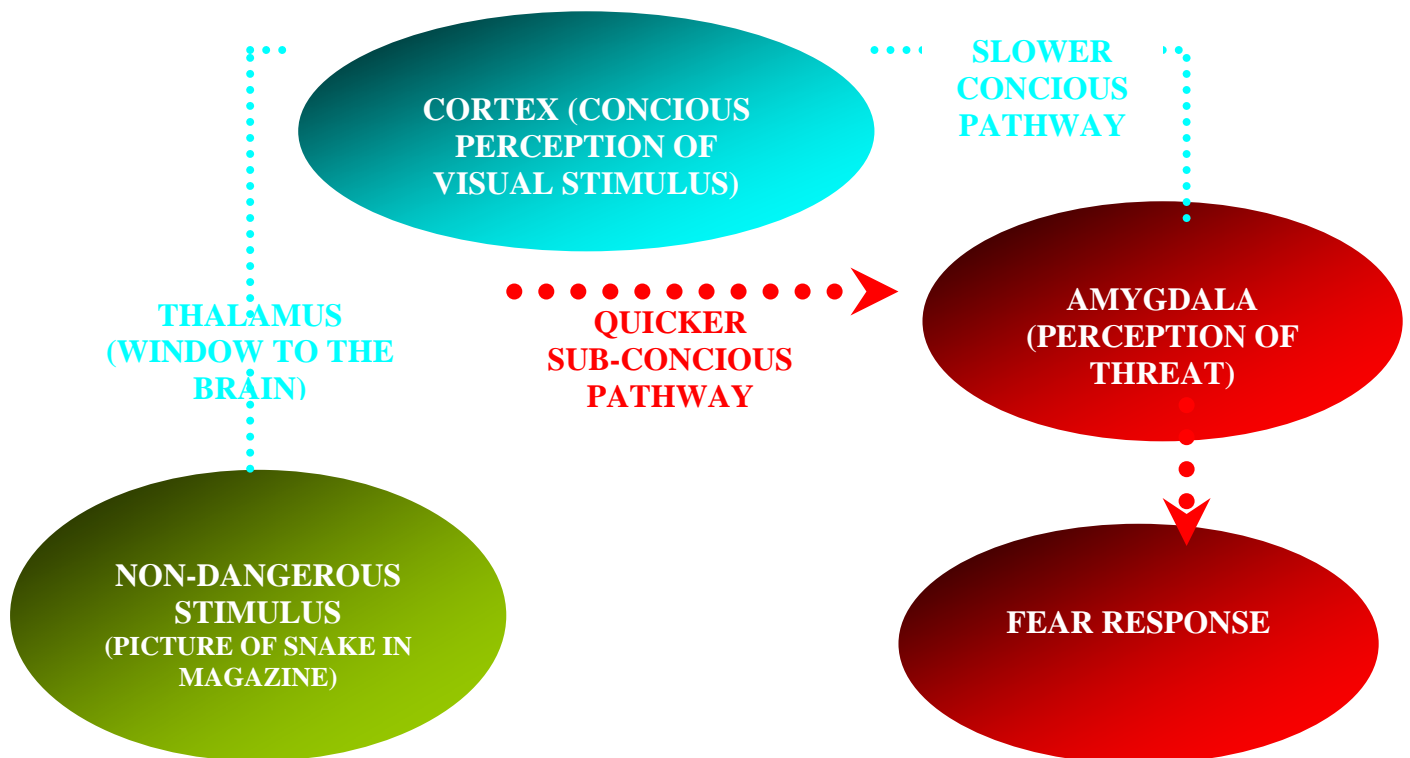 CORTEX (CONCIOUS
PERCEPTION OF
VISUAL STIMULUS)
SLOWER
CONCIOUS
PATHWAY
THALAMUS
(WINDOW TO THE
BRAIN)
QUICKER
SUB-CONCIOUS
PATHWAY
AMYGDALA
(PERCEPTION OF
THREAT)
NON-DANGEROUS
STIMULUS
(PICTURE OF SNAKE IN
MAGAZINE)
FEAR RESPONSE